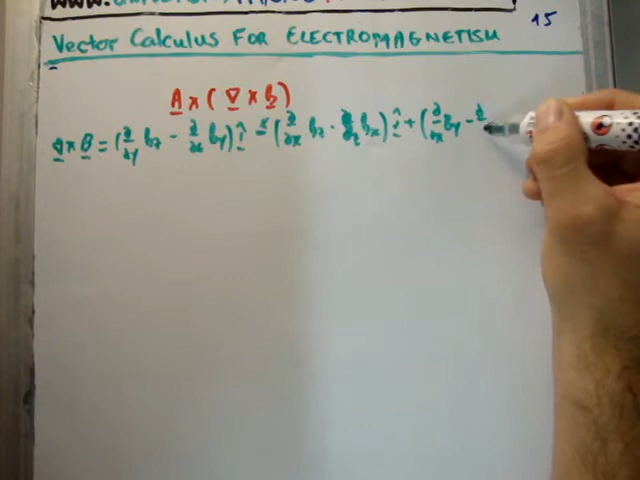 15
Vector Calculus For Electromagnetism
A × ( ∇ × B )
∇ × B = (∂/∂y Bz − ∂/∂z By) î − (∂/∂x Bz − ∂/∂z Bx) ĵ + (∂/∂x By − ∂